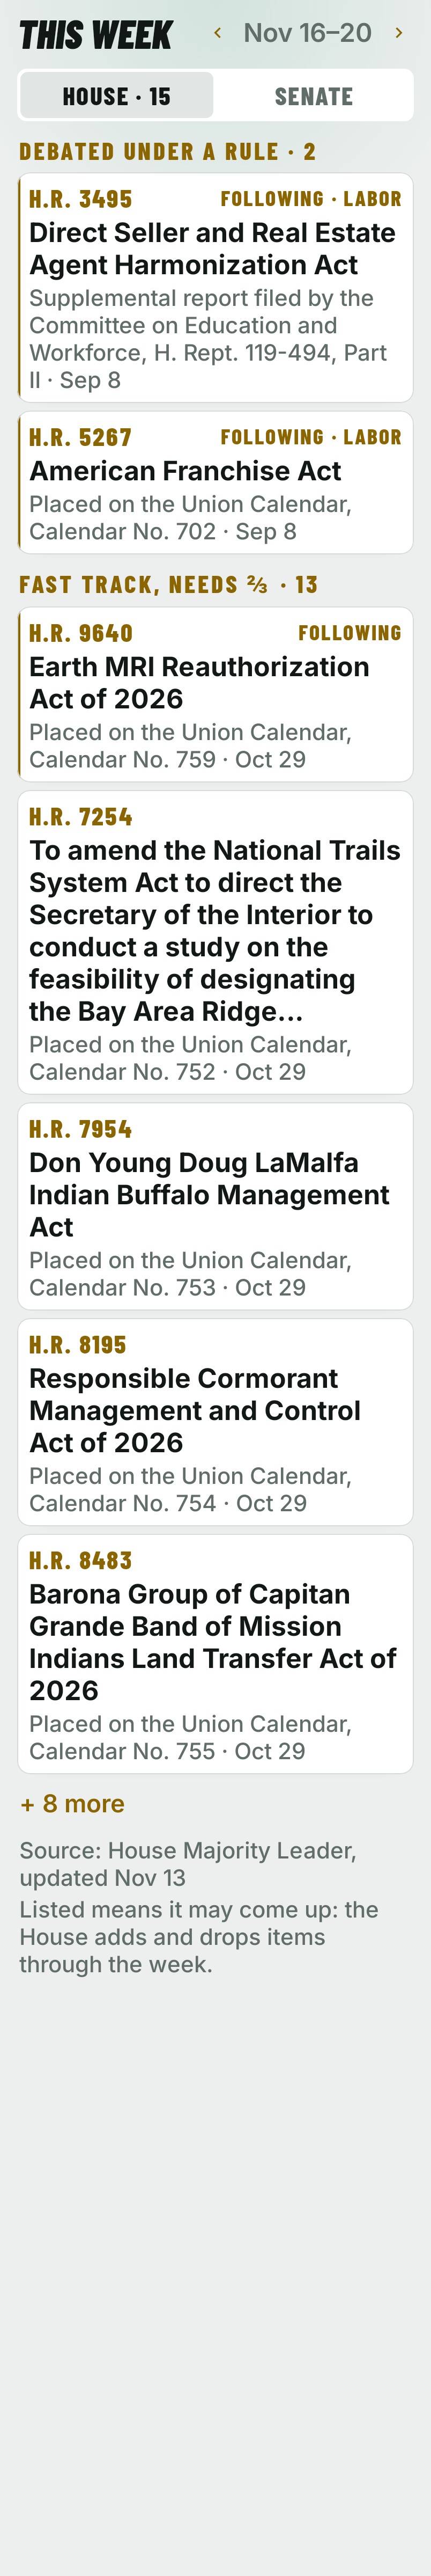 THIS WEEK
‹ Nov 16–20 ›
HOUSE · 15
SENATE
DEBATED UNDER A RULE · 2
H.R. 3495
FOLLOWING · LABOR
Direct Seller and Real Estate
Agent Harmonization Act
Supplemental report filed by the
Committee on Education and
Workforce, H. Rept. 119-494, Part
II · Sep 8
H.R. 5267
FOLLOWING · LABOR
American Franchise Act
Placed on the Union Calendar,
Calendar No. 702 · Sep 8
FAST TRACK, NEEDS ⅔ · 13
H.R. 9640
FOLLOWING
Earth MRI Reauthorization
Act of 2026
Placed on the Union Calendar,
Calendar No. 759 · Oct 29
H.R. 7254
To amend the National Trails
System Act to direct the
Secretary of the Interior to
conduct a study on the
feasibility of designating
the Bay Area Ridge...
Placed on the Union Calendar,
Calendar No. 752 · Oct 29
H.R. 7954
Don Young Doug LaMalfa
Indian Buffalo Management
Act
Placed on the Union Calendar,
Calendar No. 753 · Oct 29
H.R. 8195
Responsible Cormorant
Management and Control
Act of 2026
Placed on the Union Calendar,
Calendar No. 754 · Oct 29
H.R. 8483
Barona Group of Capitan
Grande Band of Mission
Indians Land Transfer Act of
2026
Placed on the Union Calendar,
Calendar No. 755 · Oct 29
+ 8 more
Source: House Majority Leader,
updated Nov 13
Listed means it may come up: the
House adds and drops items
through the week.